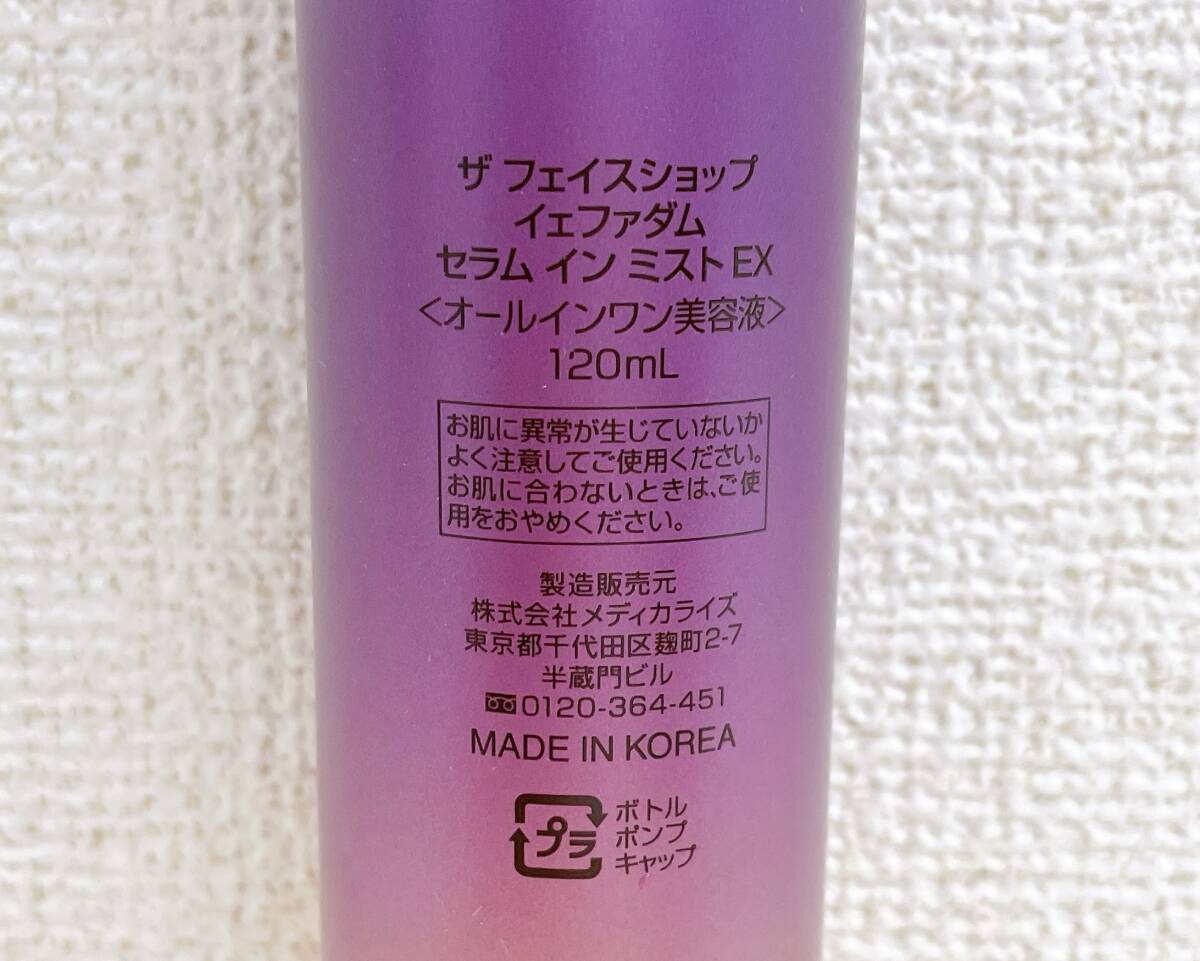 ザ フェイスショップ
イェファダム
セラム イン ミスト EX
〈オールインワン美容液〉
120mL
お肌に異常が生じていないか
よく注意してご使用ください。
お肌に合わないときは、ご使
用をおやめください。
製造販売元
株式会社メディカライズ
東京都千代田区麹町2-7
半蔵門ビル
0120-364-451
MADE IN KOREA
プラ
ボトル
ポンプ
キャップ